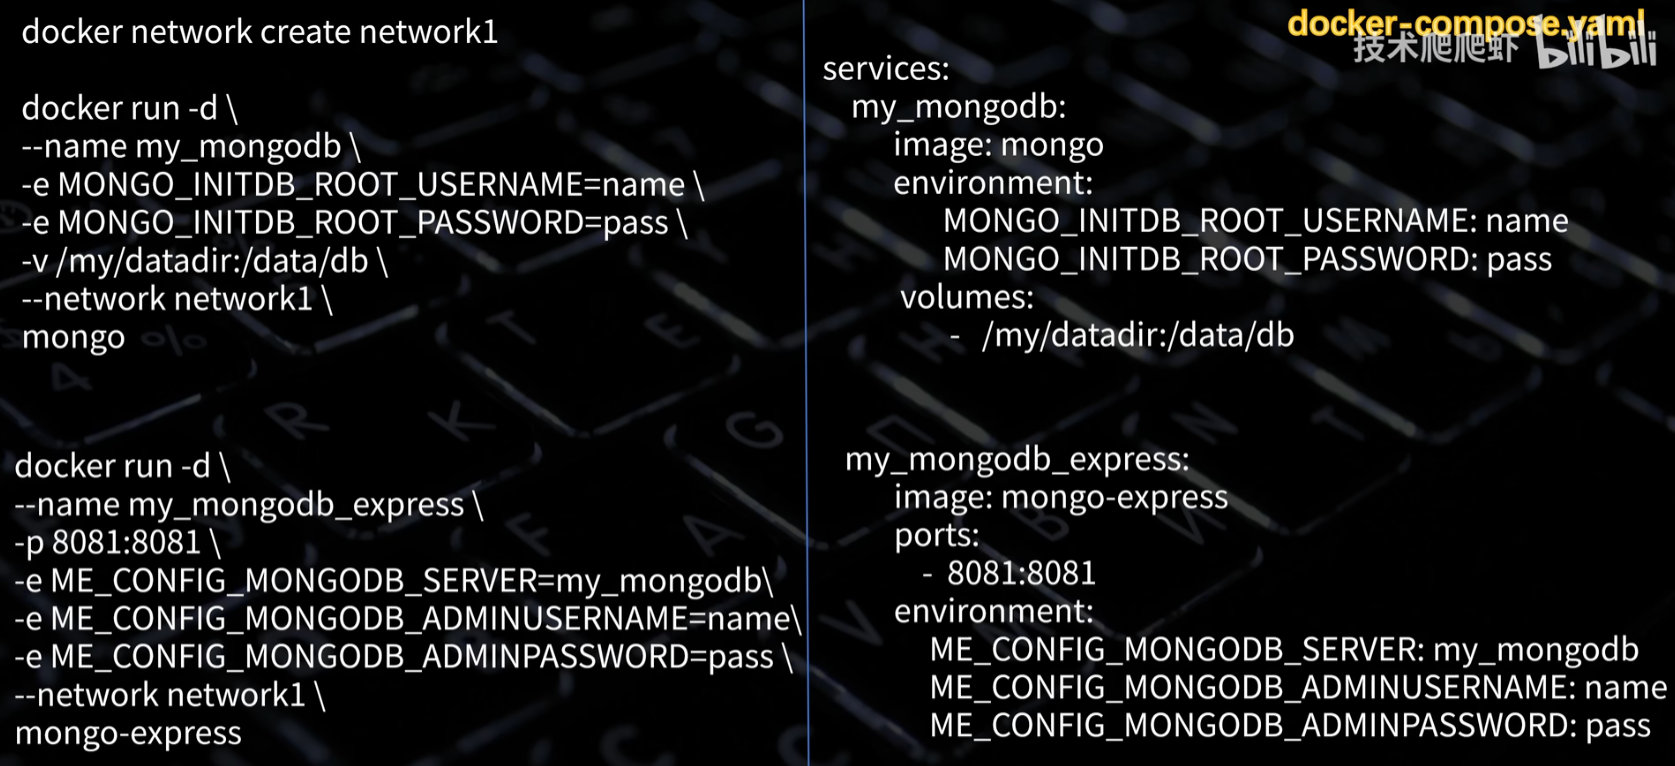 docker network create network1
docker run -d \
--name my_mongodb \
-e MONGO_INITDB_ROOT_USERNAME=name \
-e MONGO_INITDB_ROOT_PASSWORD=pass \
-v /my/datadir:/data/db \
--network network1 \
mongo
docker run -d \
--name my_mongodb_express \
-p 8081:8081 \
-e ME_CONFIG_MONGODB_SERVER=my_mongodb\
-e ME_CONFIG_MONGODB_ADMINUSERNAME=name\
-e ME_CONFIG_MONGODB_ADMINPASSWORD=pass \
--network network1 \
mongo-express
docker-compose.yaml
技术爬爬虾 bilibili
services:
my_mongodb:
image: mongo
environment:
MONGO_INITDB_ROOT_USERNAME: name
MONGO_INITDB_ROOT_PASSWORD: pass
volumes:
- /my/datadir:/data/db
my_mongodb_express:
image: mongo-express
ports:
- 8081:8081
environment:
ME_CONFIG_MONGODB_SERVER: my_mongodb
ME_CONFIG_MONGODB_ADMINUSERNAME: name
ME_CONFIG_MONGODB_ADMINPASSWORD: pass